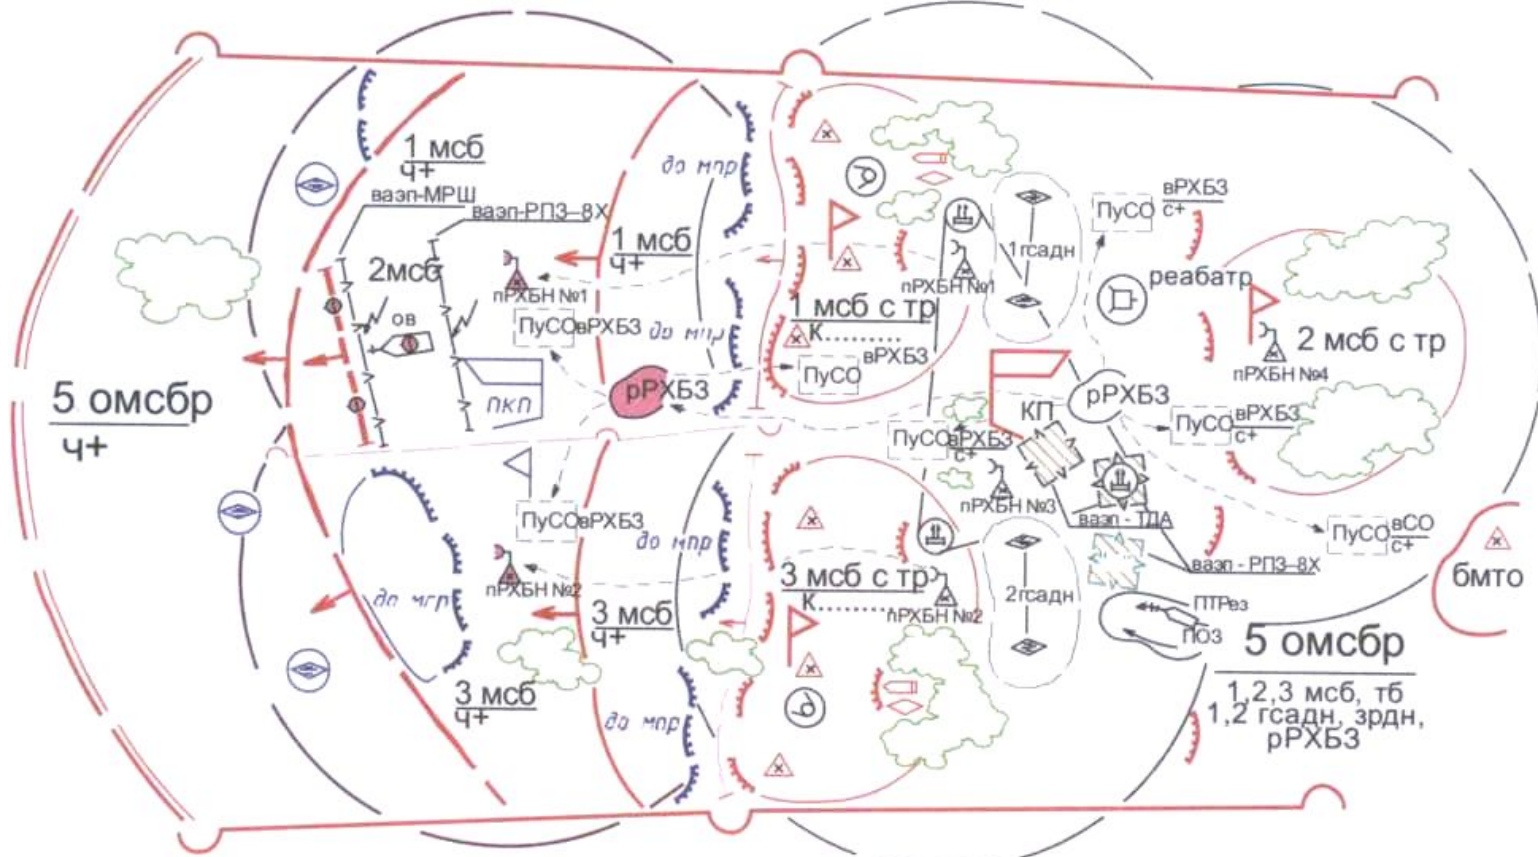 1 мсб
ч+
ваэп-МРШ
ваэп-РПЗ–8Х
2мсб
ов
пРХБН №1
ПуСО вРХБЗ
1 мсб
ч+
до мпр
до мпр
рРХБЗ
ПКП
5 омсбр
ч+
ПуСО вРХБЗ
пРХБН №2
до мпр
3 мсб
ч+
3 мсб
ч+
до мпр
1 мсб с тр
К...........
вРХБЗ
ПуСО
пРХБН №1
1гсадн
вРХБЗ
ПуСО с+
реабатр
2 мсб с тр
пРХБН №4
рРХБЗ
КП
ПуСО вРХБЗ
с+
ПуСО вРХБЗ
с+
пРХБН №3
ваэп - ТДА
ПуСО вСО
с+
ваэп - РПЗ–8Х
бмто
3 мсб с тр
К...........
пРХБН №2
2гсадн
ПТРез
ПОЗ
5 омсбр
1,2,3 мсб, тб
1,2 гсадн, зрдн,
рРХБЗ